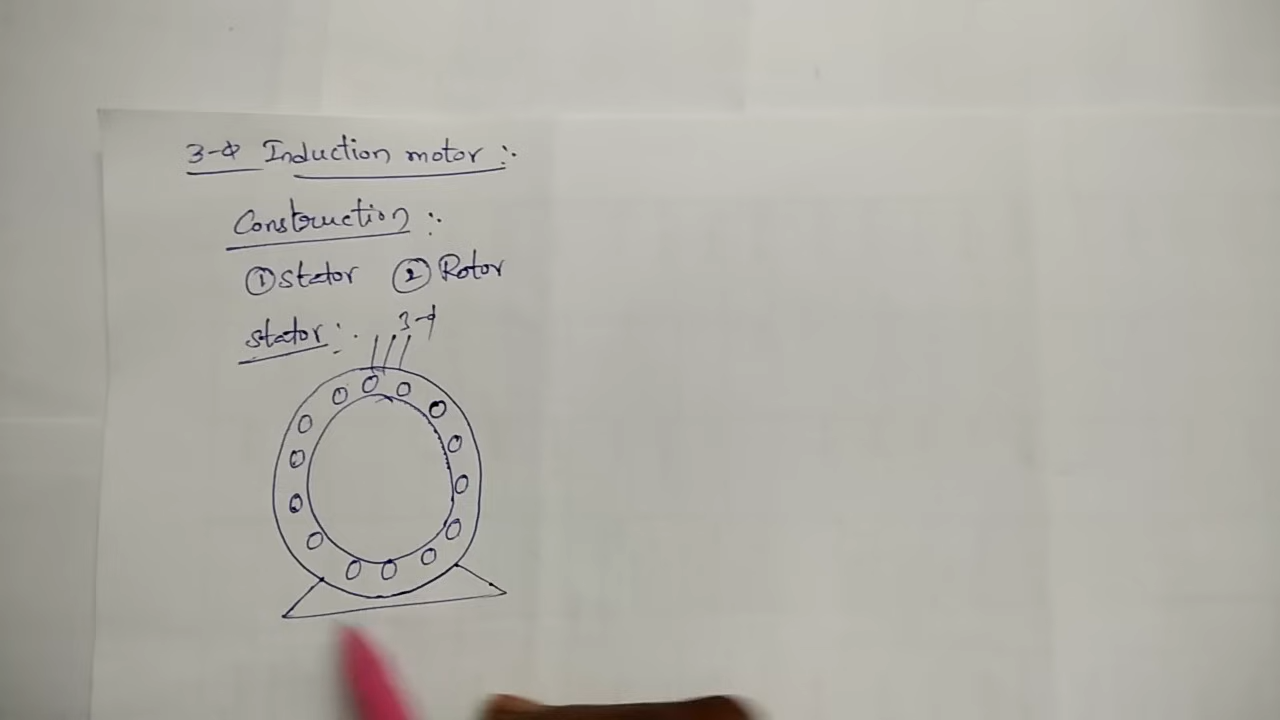 3-ф Induction motor :-
Construction :-
① Stator ② Rotor
Stator :-
3-ф